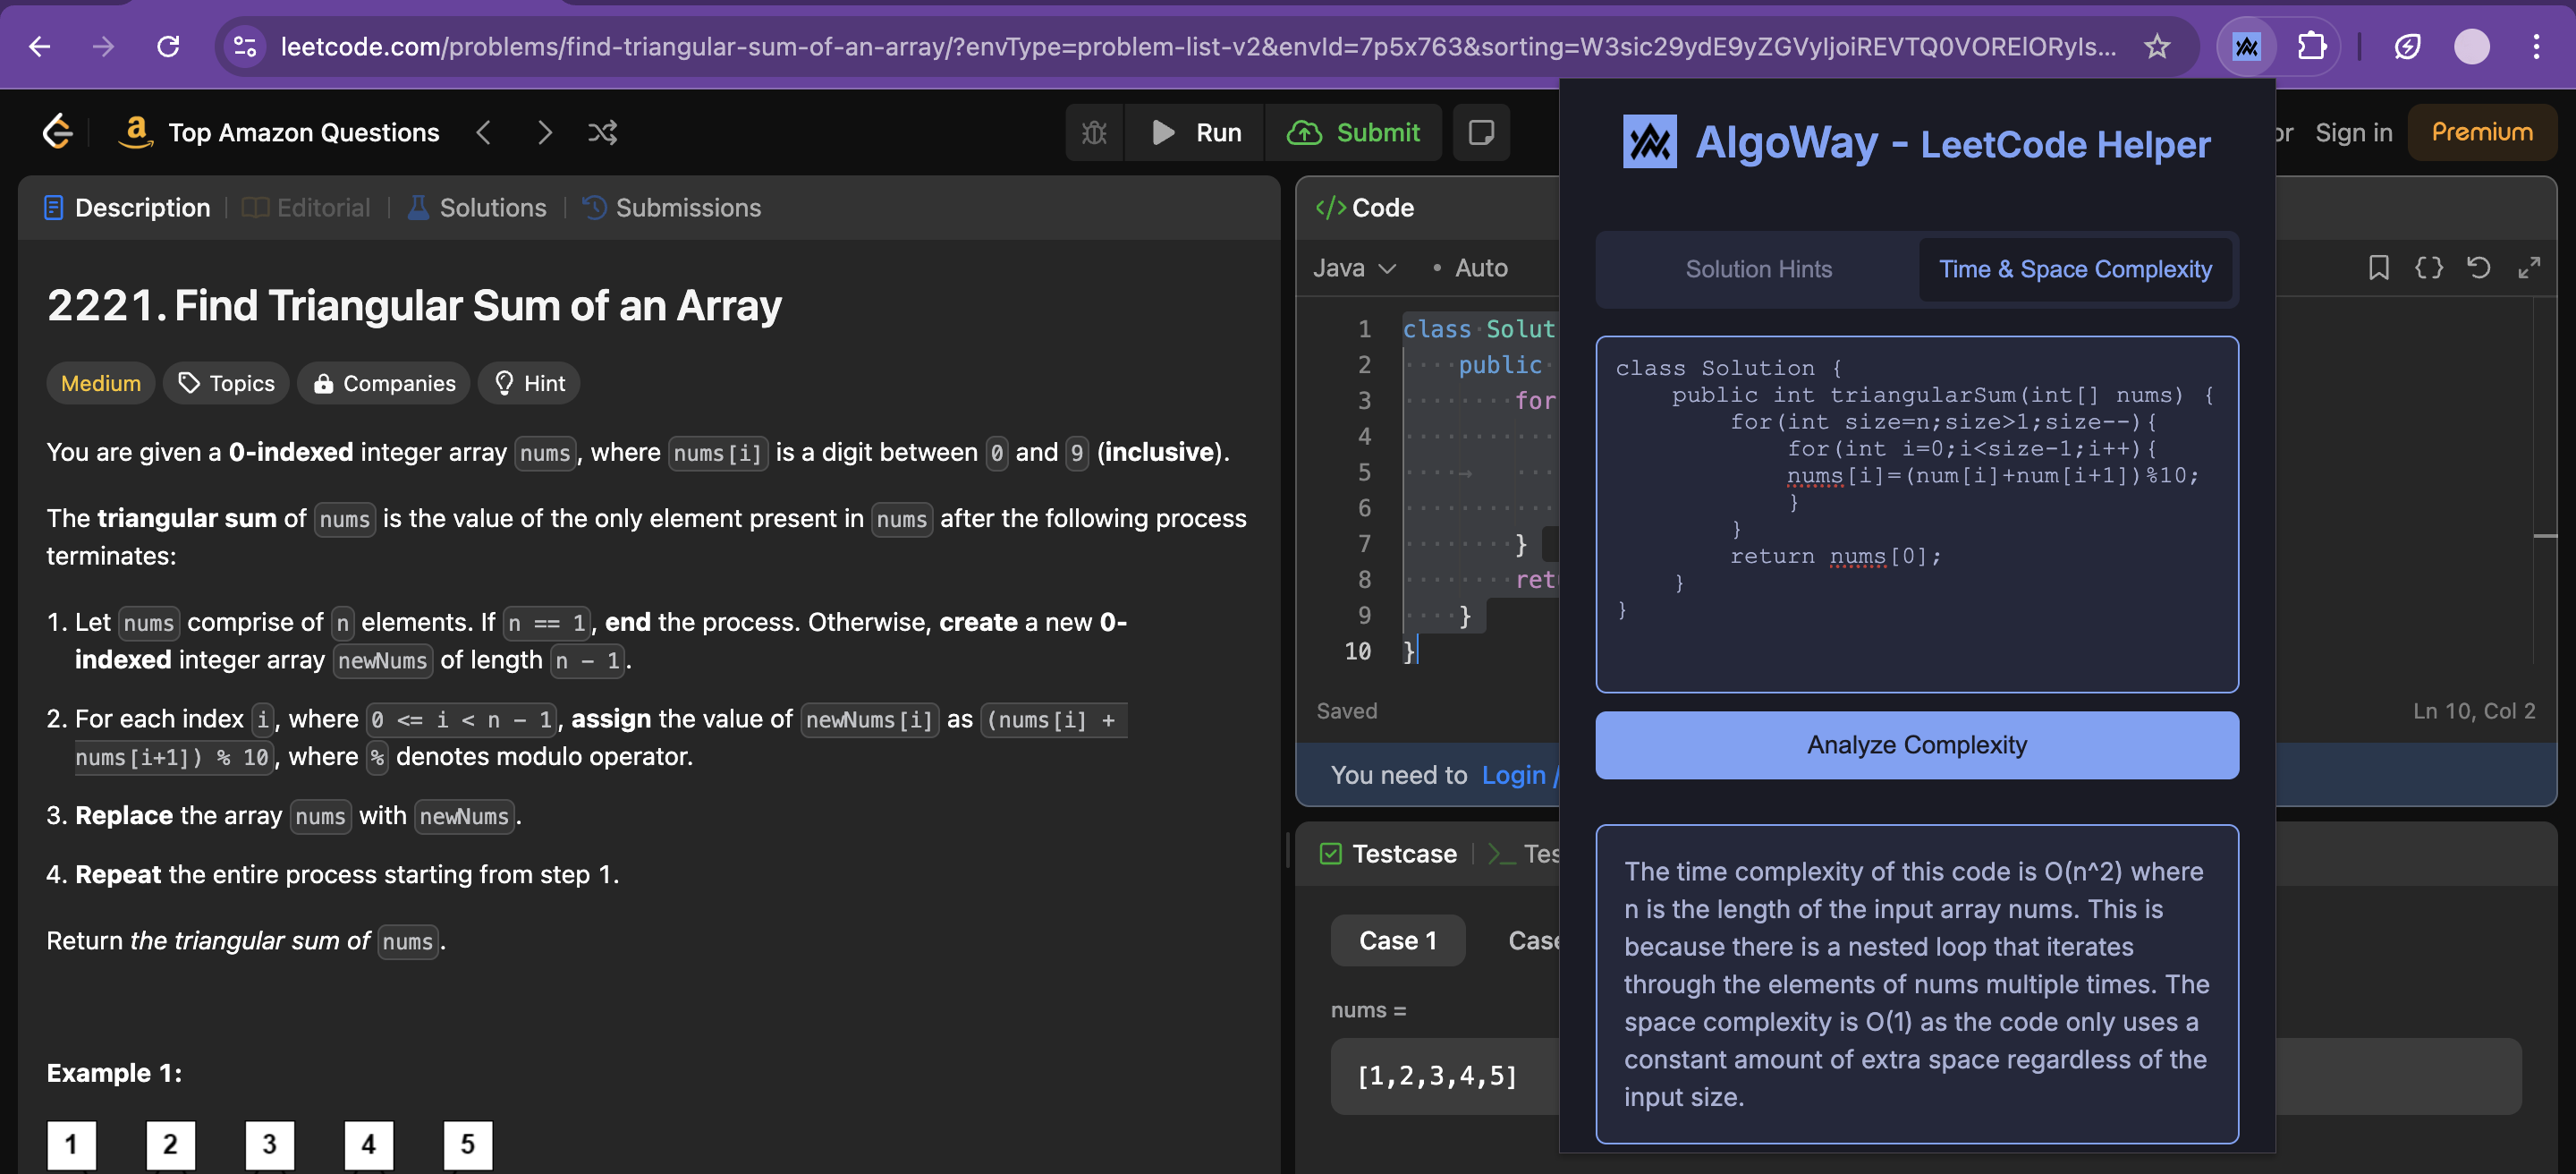 leetcode.com/problems/find-triangular-sum-of-an-array/?envType=problem-list-v2&envId=7p5x763&sorting=W3sic29ydE9yZGVyIjoiREVTQ0VORElORyIs...
Top Amazon Questions
Run
Submit
Sign in
Premium
Description
Editorial
Solutions
Submissions
2221. Find Triangular Sum of an Array
Medium
Topics
Companies
Hint
You are given a 0-indexed integer array nums, where nums[i] is a digit between 0 and 9 (inclusive).
The triangular sum of nums is the value of the only element present in nums after the following process
terminates:
1. Let nums comprise of n elements. If n == 1, end the process. Otherwise, create a new 0-
indexed integer array newNums of length n - 1.
2. For each index i, where 0 <= i < n - 1, assign the value of newNums[i] as (nums[i] +
nums[i+1]) % 10, where % denotes modulo operator.
3. Replace the array nums with newNums.
4. Repeat the entire process starting from step 1.
Return the triangular sum of nums.
Example 1:
1 2 3 4 5
</> Code
Java
• Auto
1 class Solut
2 public
3 for
4
5
6
7 }
8 retu
9 }
10 }
Saved
Ln 10, Col 2
You need to Login /
Testcase
>_ Tes
Case 1
Case
nums =
[1,2,3,4,5]
AlgoWay - LeetCode Helper
Solution Hints
Time & Space Complexity
class Solution {
public int triangularSum(int[] nums) {
for(int size=n;size>1;size--){
for(int i=0;i<size-1;i++){
nums[i]=(num[i]+num[i+1])%10;
}
}
return nums[0];
}
}
Analyze Complexity
The time complexity of this code is O(n^2) where
n is the length of the input array nums. This is
because there is a nested loop that iterates
through the elements of nums multiple times. The
space complexity is O(1) as the code only uses a
constant amount of extra space regardless of the
input size.